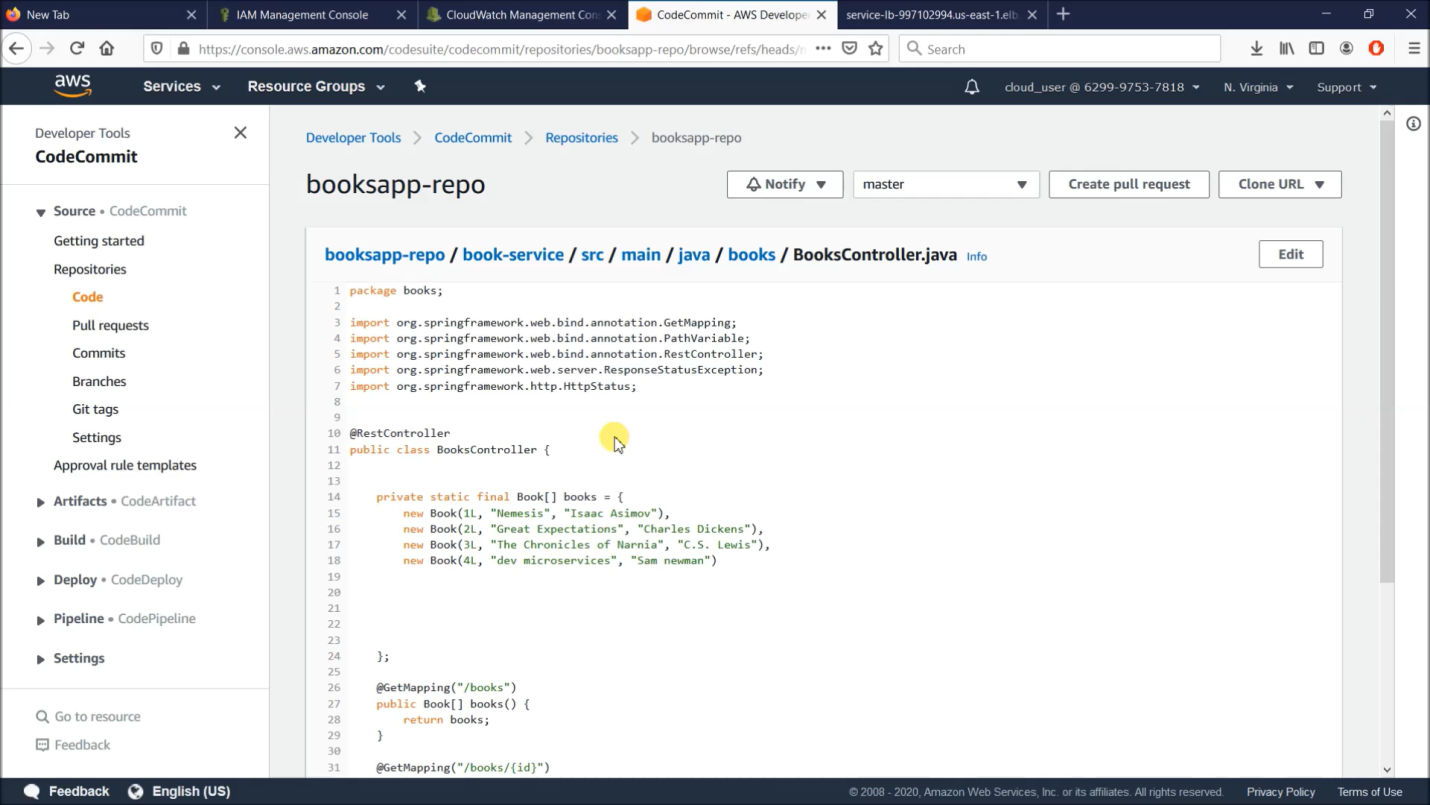 New Tab
IAM Management Console
CloudWatch Management Con
CodeCommit - AWS Develope
service-lb-997102994.us-east-1.elb
https://console.aws.amazon.com/codesuite/codecommit/repositories/booksapp-repo/browse/refs/heads/
Search
aws
Services
Resource Groups
cloud_user @ 6299-9753-7818
N. Virginia
Support
Developer Tools
CodeCommit
Source • CodeCommit
Getting started
Repositories
Code
Pull requests
Commits
Branches
Git tags
Settings
Approval rule templates
Artifacts • CodeArtifact
Build • CodeBuild
Deploy • CodeDeploy
Pipeline • CodePipeline
Settings
Go to resource
Feedback
Developer Tools > CodeCommit > Repositories > booksapp-repo
booksapp-repo
Notify
master
Create pull request
Clone URL
booksapp-repo / book-service / src / main / java / books / BooksController.java Info
Edit
1 package books;
2
3 import org.springframework.web.bind.annotation.GetMapping;
4 import org.springframework.web.bind.annotation.PathVariable;
5 import org.springframework.web.bind.annotation.RestController;
6 import org.springframework.web.server.ResponseStatusException;
7 import org.springframework.http.HttpStatus;
8
9
10 @RestController
11 public class BooksController {
12
13
14 private static final Book[] books = {
15 new Book(1L, "Nemesis", "Isaac Asimov"),
16 new Book(2L, "Great Expectations", "Charles Dickens"),
17 new Book(3L, "The Chronicles of Narnia", "C.S. Lewis"),
18 new Book(4L, "dev microservices", "Sam newman")
19
20
21
22
23
24 };
25
26 @GetMapping("/books")
27 public Book[] books() {
28 return books;
29 }
30
31 @GetMapping("/books/{id}")
Feedback
English (US)
© 2008 - 2020, Amazon Web Services, Inc. or its affiliates. All rights reserved.
Privacy Policy
Terms of Use